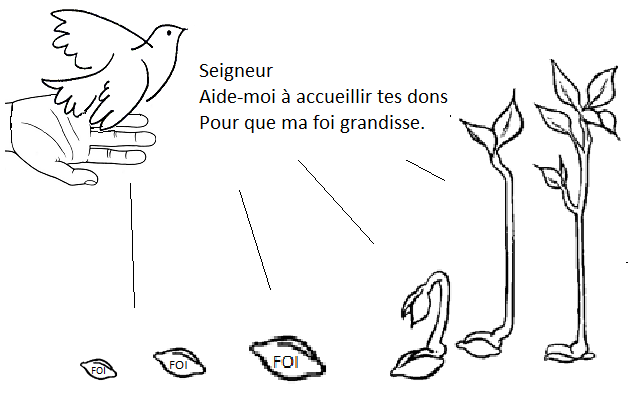 Seigneur
Aide-moi à accueillir tes dons
Pour que ma foi grandisse.
FOI
FOI
FOI